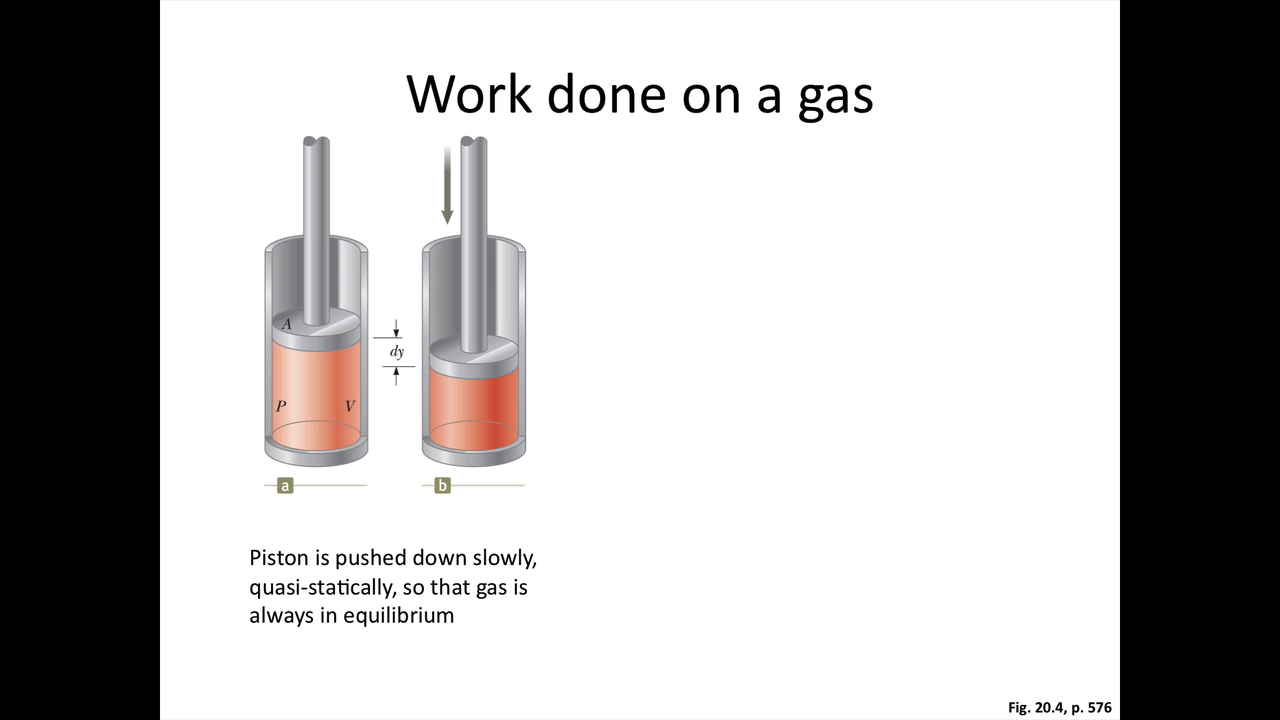 Work done on a gas
A
dy
P
V
a
b
Piston is pushed down slowly,
quasi-statically, so that gas is
always in equilibrium
Fig. 20.4, p. 576